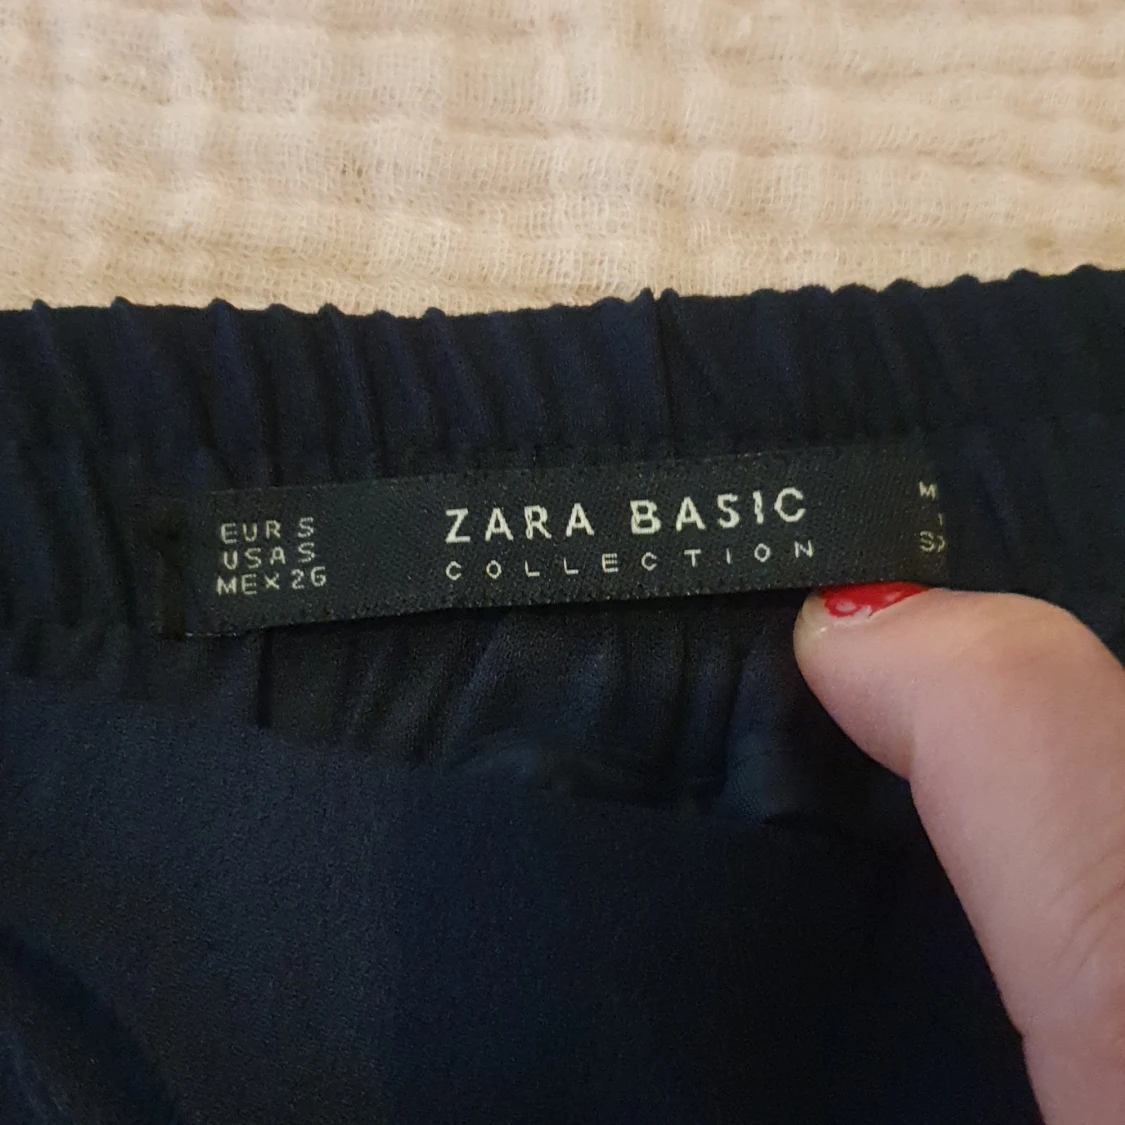 EUR S
USA S
MEX 26
ZARA BASIC
COLLECTION
M